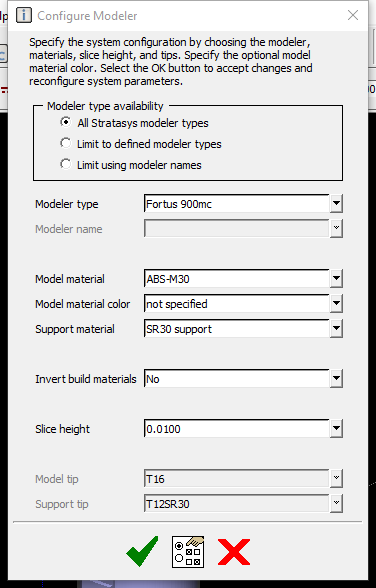 Configure Modeler
Specify the system configuration by choosing the modeler,
materials, slice height, and tips. Specify the optional model
material color. Select the OK button to accept changes and
reconfigure system parameters.
Modeler type availability
All Stratasys modeler types
Limit to defined modeler types
Limit using modeler names
Modeler type Fortus 900mc
Modeler name
Model material ABS-M30
Model material color not specified
Support material SR30 support
Invert build materials No
Slice height 0.0100
Model tip T16
Support tip T12SR30